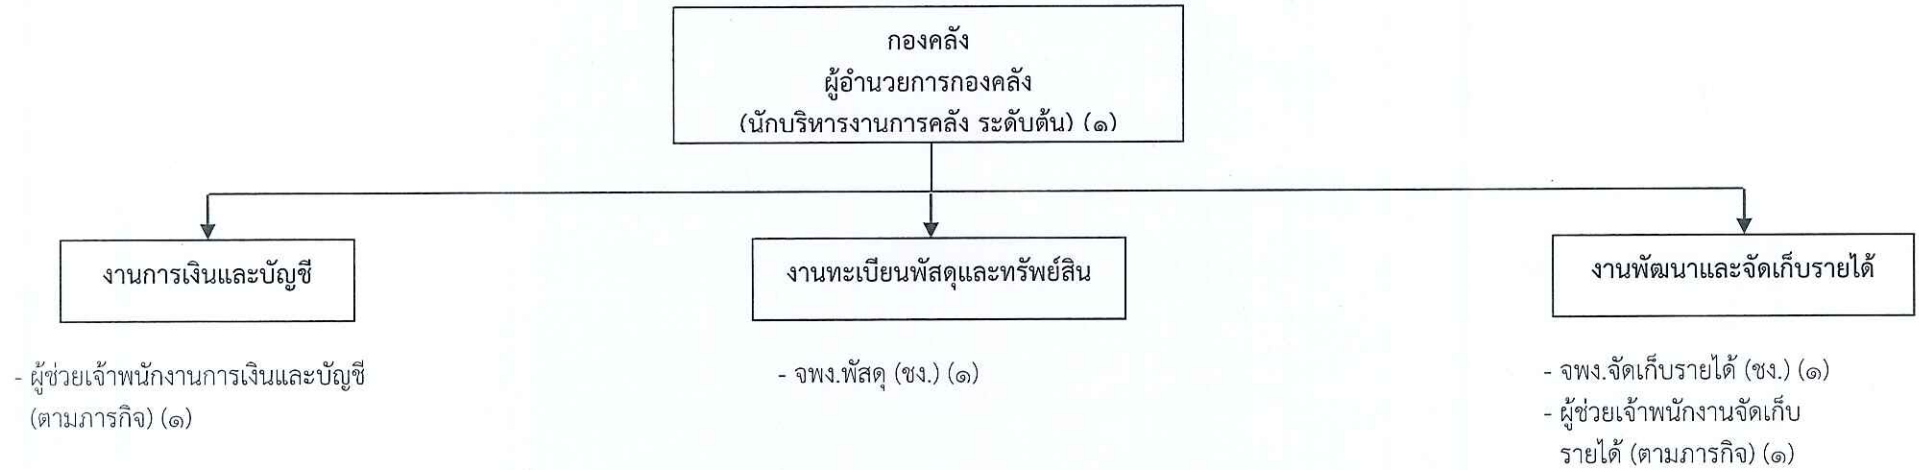 กองคลัง
ผู้อำนวยการกองคลัง
(นักบริหารงานการคลัง ระดับต้น) (๑)
งานการเงินและบัญชี
งานทะเบียนพัสดุและทรัพย์สิน
งานพัฒนาและจัดเก็บรายได้
- ผู้ช่วยเจ้าพนักงานการเงินและบัญชี
(ตามภารกิจ) (๑)
- จพง.พัสดุ (ชง.) (๑)
- จพง.จัดเก็บรายได้ (ชง.) (๑)
- ผู้ช่วยเจ้าพนักงานจัดเก็บ
รายได้ (ตามภารกิจ) (๑)